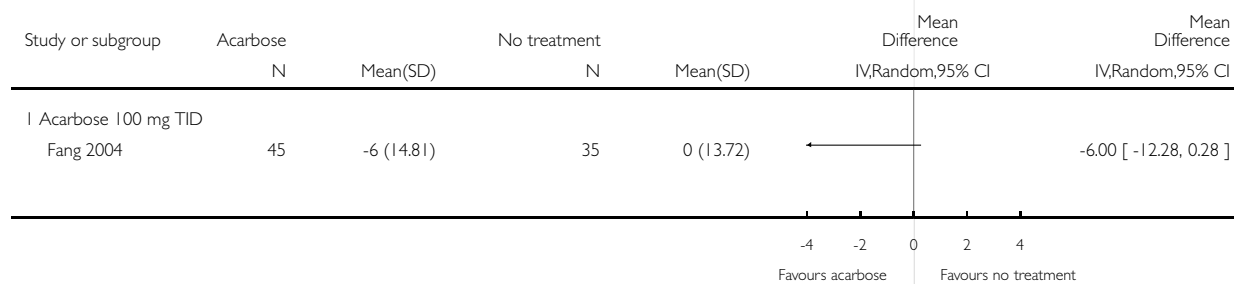 Mean Mean
Study or subgroup Acarbose No treatment Difference Difference
N Mean(SD) N Mean(SD) IV,Random,95% CI IV,Random,95% CI
1 Acarbose 100 mg TID
Fang 2004 45 -6 (14.81) 35 0 (13.72) -6.00 [ -12.28, 0.28 ]
-4 -2 0 2 4
Favours acarbose Favours no treatment